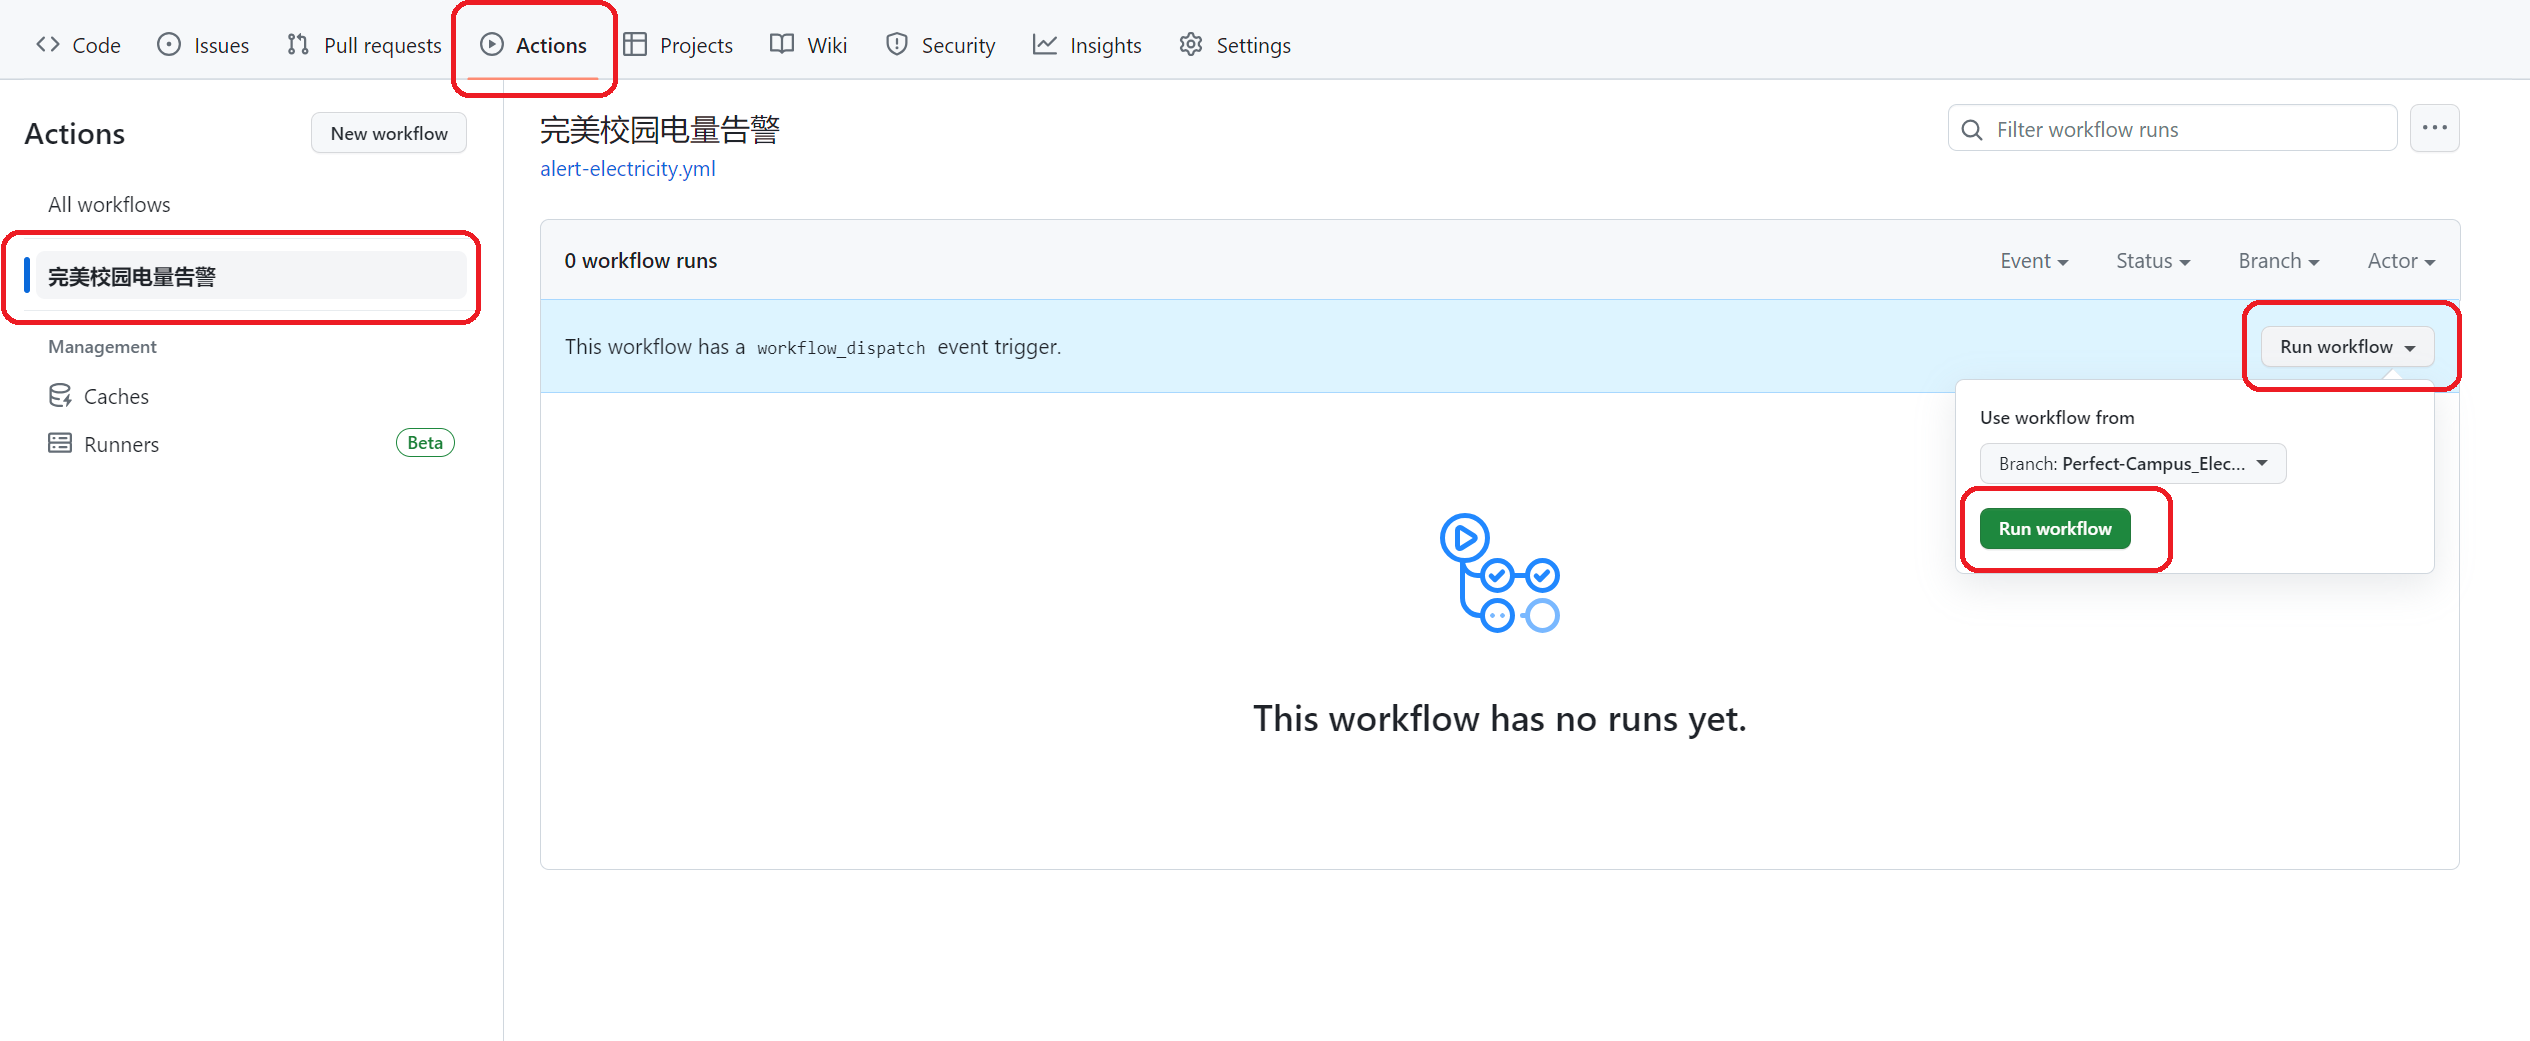 Code Issues Pull requests Actions Projects Wiki Security Insights Settings
Actions
New workflow
All workflows
完美校园电量告警
Management
Caches
Runners Beta
完美校园电量告警
alert-electricity.yml
Filter workflow runs
0 workflow runs
Event Status Branch Actor
This workflow has a workflow_dispatch event trigger.
Run workflow
Use workflow from
Branch: Perfect-Campus_Elec...
Run workflow
This workflow has no runs yet.